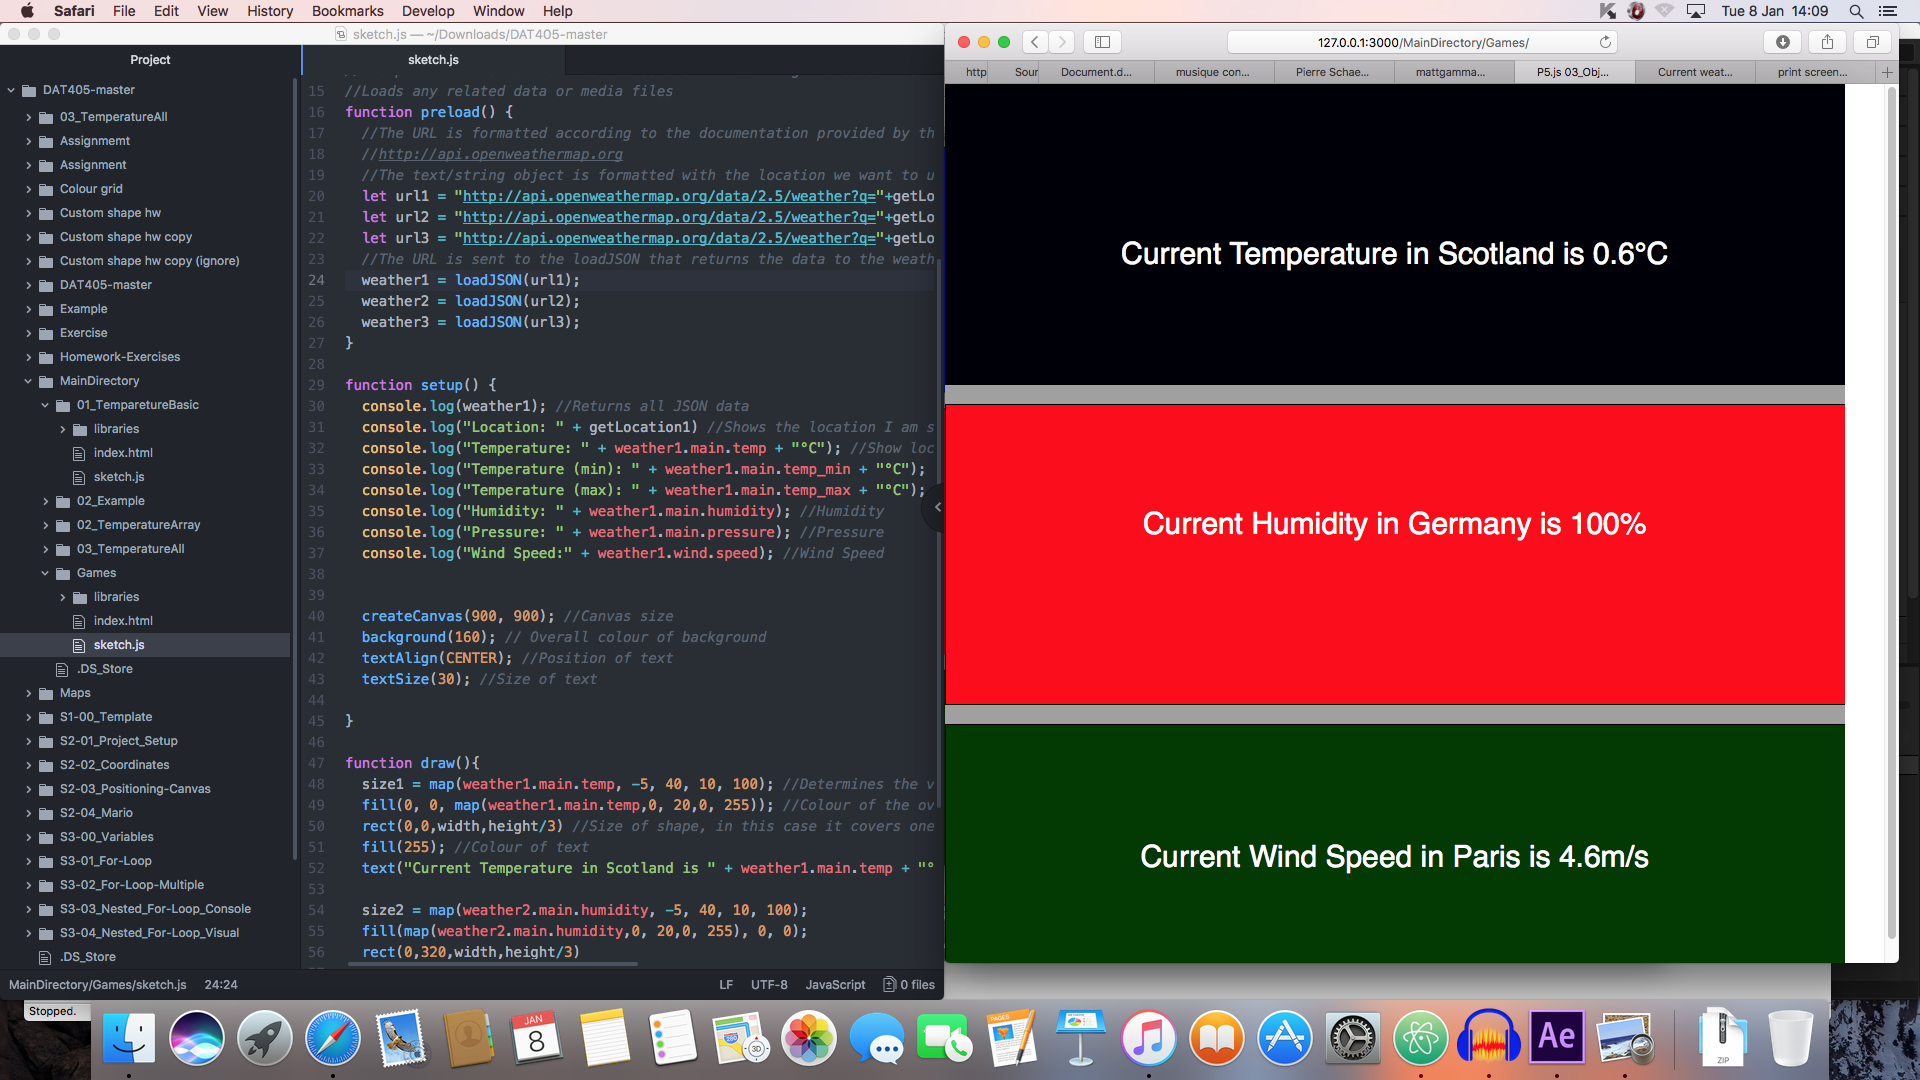 Safari File Edit View History Bookmarks Develop Window Help
Tue 8 Jan 14:09
sketch.js — ~/Downloads/DAT405-master
Project
DAT405-master
03_TemperatureAll
Assignmemt
Assignment
Colour grid
Custom shape hw
Custom shape hw copy
Custom shape hw copy (ignore)
DAT405-master
Example
Exercise
Homework-Exercises
MainDirectory
01_TemparetureBasic
libraries
index.html
sketch.js
02_Example
02_TemperatureArray
03_TemperatureAll
Games
libraries
index.html
sketch.js
.DS_Store
Maps
S1-00_Template
S2-01_Project_Setup
S2-02_Coordinates
S2-03_Positioning-Canvas
S2-04_Mario
S3-00_Variables
S3-01_For-Loop
S3-02_For-Loop-Multiple
S3-03_Nested_For-Loop_Console
S3-04_Nested_For-Loop_Visual
.DS_Store
sketch.js
15 //Loads any related data or media files
16 function preload() {
17 //The URL is formatted according to the documentation provided by th
18 //http://api.openweathermap.org
19 //The text/string object is formatted with the location we want to u
20 let url1 = "http://api.openweathermap.org/data/2.5/weather?q="+getLo
21 let url2 = "http://api.openweathermap.org/data/2.5/weather?q="+getLo
22 let url3 = "http://api.openweathermap.org/data/2.5/weather?q="+getLo
23 //The URL is sent to the loadJSON that returns the data to the weath
24 weather1 = loadJSON(url1);
25 weather2 = loadJSON(url2);
26 weather3 = loadJSON(url3);
27 }
28
29 function setup() {
30 console.log(weather1); //Returns all JSON data
31 console.log("Location: " + getLocation1) //Shows the location I am s
32 console.log("Temperature: " + weather1.main.temp + "°C"); //Show loc
33 console.log("Temperature (min): " + weather1.main.temp_min + "°C");
34 console.log("Temperature (max): " + weather1.main.temp_max + "°C");
35 console.log("Humidity: " + weather1.main.humidity); //Humidity
36 console.log("Pressure: " + weather1.main.pressure); //Pressure
37 console.log("Wind Speed:" + weather1.wind.speed); //Wind Speed
38
39
40 createCanvas(900, 900); //Canvas size
41 background(160); // Overall colour of background
42 textAlign(CENTER); //Position of text
43 textSize(30); //Size of text
44
45 }
46
47 function draw(){
48 size1 = map(weather1.main.temp, -5, 40, 10, 100); //Determines the v
49 fill(0, 0, map(weather1.main.temp,0, 20,0, 255)); //Colour of the ov
50 rect(0,0,width,height/3) //Size of shape, in this case it covers one
51 fill(255); //Colour of text
52 text("Current Temperature in Scotland is " + weather1.main.temp + "°
53
54 size2 = map(weather2.main.humidity, -5, 40, 10, 100);
55 fill(map(weather2.main.humidity,0, 20,0, 255), 0, 0);
56 rect(0,320,width,height/3)
MainDirectory/Games/sketch.js 24:24 LF UTF-8 JavaScript 0 files
127.0.0.1:3000/MainDirectory/Games/
http Sour Document.d... musique con... Pierre Schae... mattgamma... P5.js 03_Obj... Current weat... print screen...
Current Temperature in Scotland is 0.6°C
Current Humidity in Germany is 100%
Current Wind Speed in Paris is 4.6m/s
Stopped.
JAN
8
3D
PAGES
Ae
ZIP